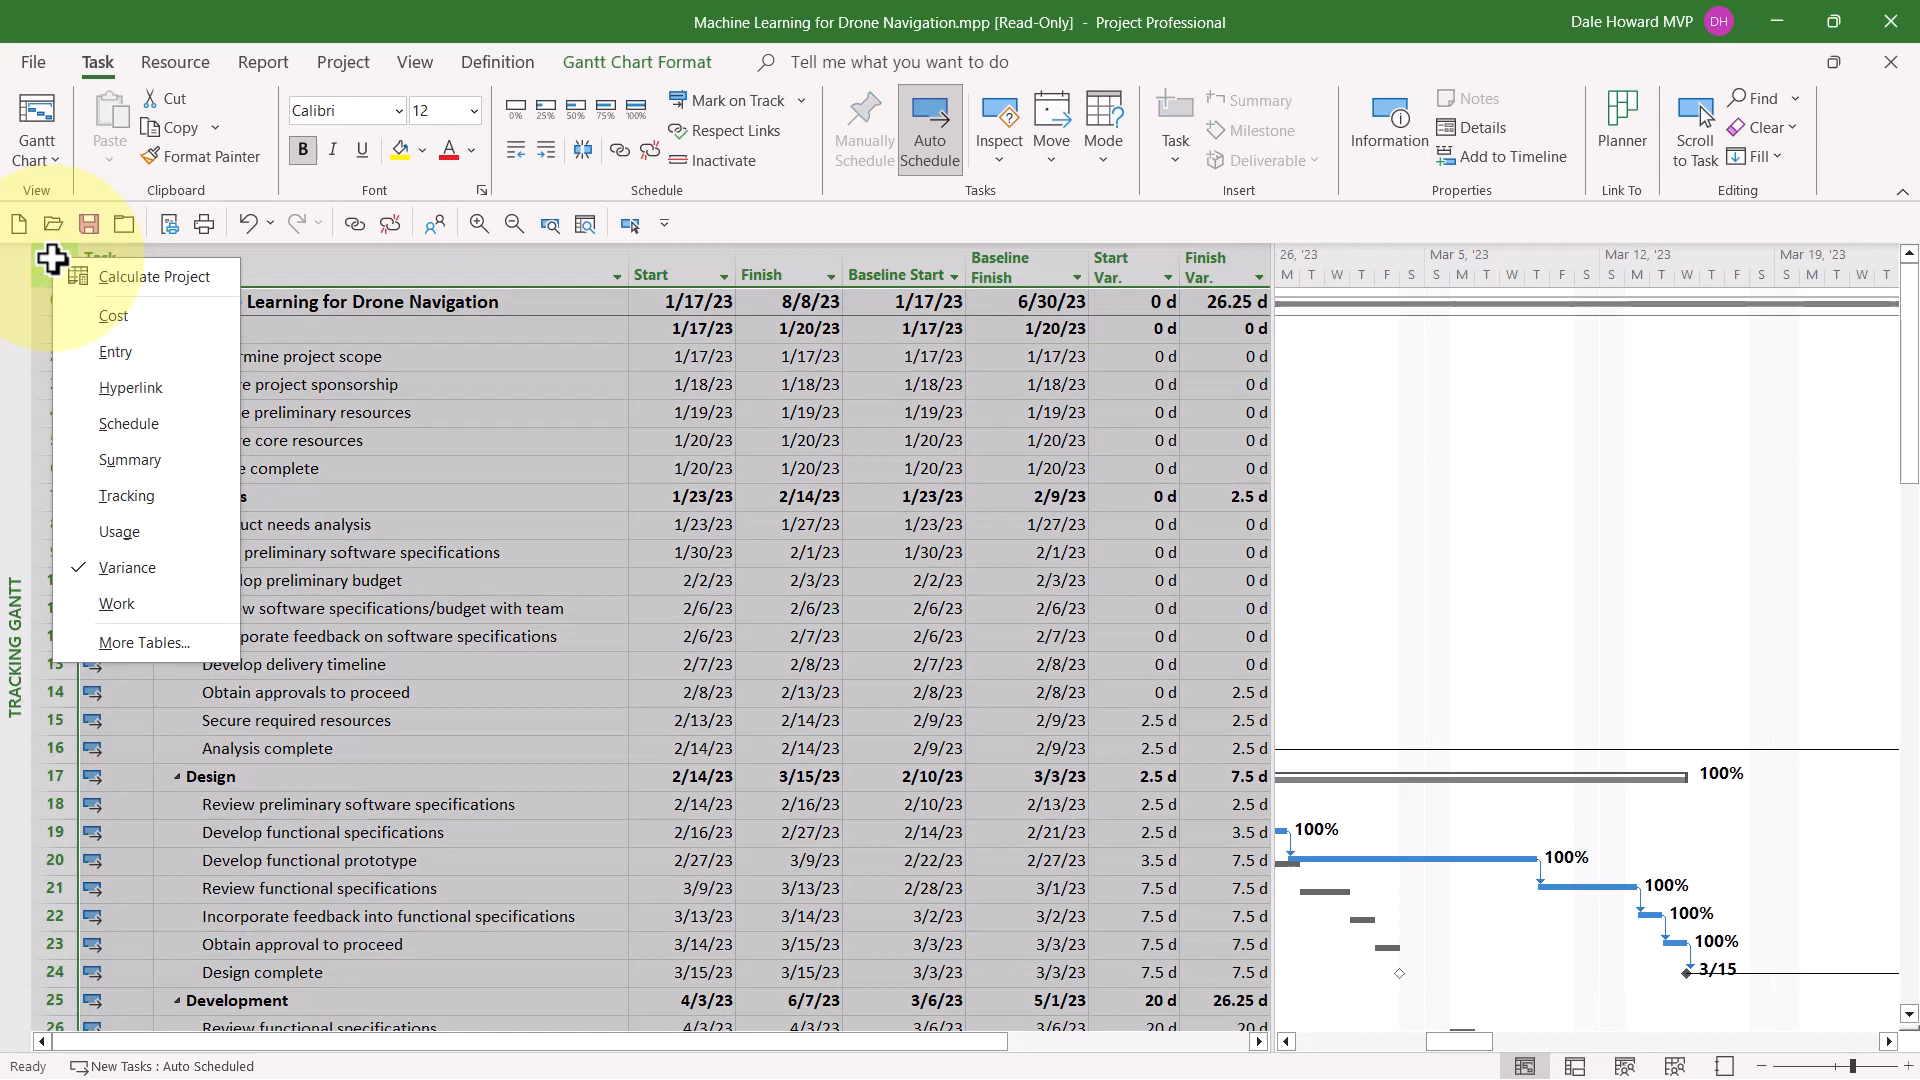 Machine Learning for Drone Navigation.mpp [Read-Only] - Project Professional
Dale Howard MVP DH
File Task Resource Report Project View Definition Gantt Chart Format Tell me what you want to do
Gantt Chart
View
Paste
Cut
Copy
Format Painter
Clipboard
Calibri 12
B I U A
Font
0% 25% 50% 75% 100%
Mark on Track
Respect Links
Inactivate
Schedule
Manually Schedule
Auto Schedule
Inspect
Move
Mode
Tasks
Task
Summary
Milestone
Deliverable
Insert
Information
Notes
Details
Add to Timeline
Properties
Planner
Link To
Scroll to Task
Find
Clear
Fill
Editing
Calculate Project
Cost
Entry
Hyperlink
Schedule
Summary
Tracking
Usage
Variance
Work
More Tables...
TRACKING GANTT
Start Finish Baseline Start Baseline Finish Start Var. Finish Var.
Learning for Drone Navigation 1/17/23 8/8/23 1/17/23 6/30/23 0 d 26.25 d
1/17/23 1/20/23 1/17/23 1/20/23 0 d 0 d
rmine project scope 1/17/23 1/17/23 1/17/23 1/17/23 0 d 0 d
re project sponsorship 1/18/23 1/18/23 1/18/23 1/18/23 0 d 0 d
e preliminary resources 1/19/23 1/19/23 1/19/23 1/19/23 0 d 0 d
re core resources 1/20/23 1/20/23 1/20/23 1/20/23 0 d 0 d
e complete 1/20/23 1/20/23 1/20/23 1/20/23 0 d 0 d
s 1/23/23 2/14/23 1/23/23 2/9/23 0 d 2.5 d
uct needs analysis 1/23/23 1/27/23 1/23/23 1/27/23 0 d 0 d
preliminary software specifications 1/30/23 2/1/23 1/30/23 2/1/23 0 d 0 d
lop preliminary budget 2/2/23 2/3/23 2/2/23 2/3/23 0 d 0 d
w software specifications/budget with team 2/6/23 2/6/23 2/6/23 2/6/23 0 d 0 d
porate feedback on software specifications 2/6/23 2/7/23 2/6/23 2/7/23 0 d 0 d
13 Develop delivery timeline 2/7/23 2/8/23 2/7/23 2/8/23 0 d 0 d
14 Obtain approvals to proceed 2/8/23 2/13/23 2/8/23 2/8/23 0 d 2.5 d
15 Secure required resources 2/13/23 2/14/23 2/9/23 2/9/23 2.5 d 2.5 d
16 Analysis complete 2/14/23 2/14/23 2/9/23 2/9/23 2.5 d 2.5 d
17 Design 2/14/23 3/15/23 2/10/23 3/3/23 2.5 d 7.5 d
18 Review preliminary software specifications 2/14/23 2/16/23 2/10/23 2/13/23 2.5 d 2.5 d
19 Develop functional specifications 2/16/23 2/27/23 2/14/23 2/21/23 2.5 d 3.5 d
20 Develop functional prototype 2/27/23 3/9/23 2/22/23 2/27/23 3.5 d 7.5 d
21 Review functional specifications 3/9/23 3/13/23 2/28/23 3/1/23 7.5 d 7.5 d
22 Incorporate feedback into functional specifications 3/13/23 3/14/23 3/2/23 3/2/23 7.5 d 7.5 d
23 Obtain approval to proceed 3/14/23 3/15/23 3/3/23 3/3/23 7.5 d 7.5 d
24 Design complete 3/15/23 3/15/23 3/3/23 3/3/23 7.5 d 7.5 d
25 Development 4/3/23 6/7/23 3/6/23 5/1/23 20 d 26.25 d
26 Review functional specifications 4/3/23 4/3/23 3/6/23 3/6/23 20 d 20 d
26, '23 Mar 5, '23 Mar 12, '23 Mar 19, '23
M T W T F S S M T W T F S S M T W T F S S M T W T
100%
100%
100%
100%
100%
100%
3/15
Ready New Tasks : Auto Scheduled